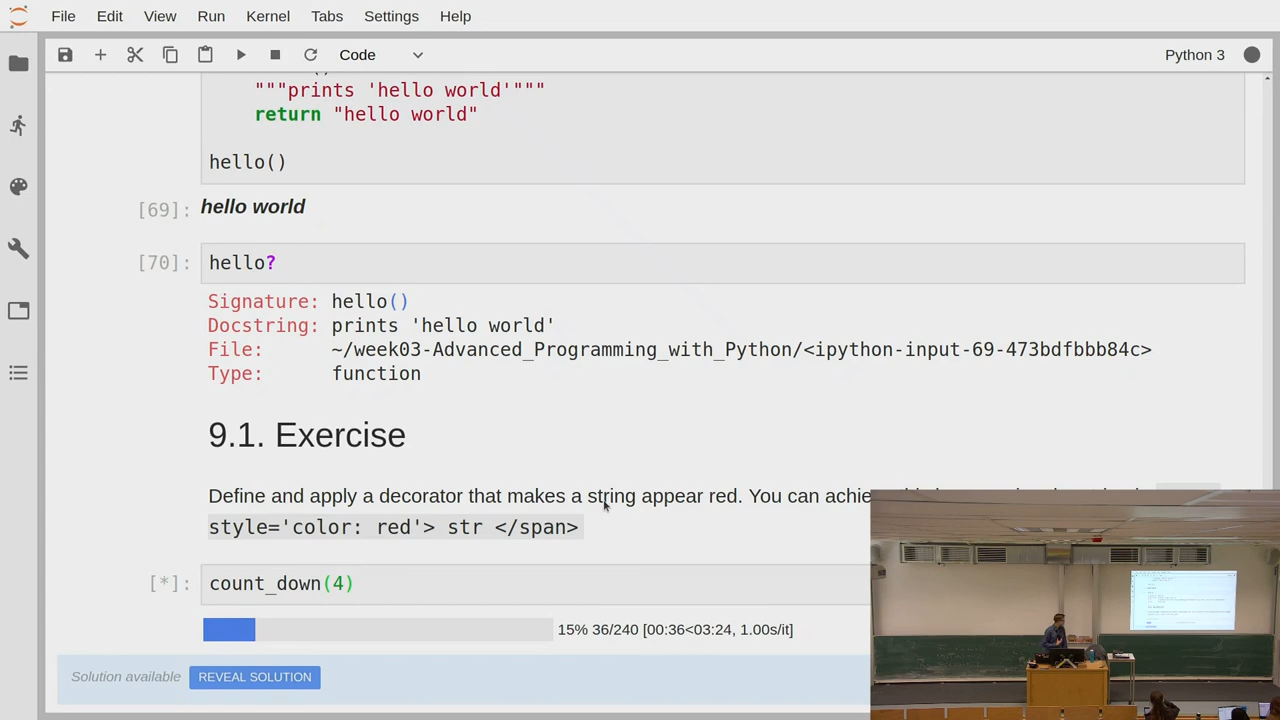 File Edit View Run Kernel Tabs Settings Help
Code Python 3
"""prints 'hello world'"""
return "hello world"
hello()
[69]: hello world
[70]: hello?
Signature: hello()
Docstring: prints 'hello world'
File: ~/week03-Advanced_Programming_with_Python/<ipython-input-69-473bdfbbb84c>
Type: function
9.1. Exercise
Define and apply a decorator that makes a string appear red. You can
style='color: red'> str </span>
[*]: count_down(4)
15% 36/240 [00:36<03:24, 1.00s/it]
Solution available REVEAL SOLUTION